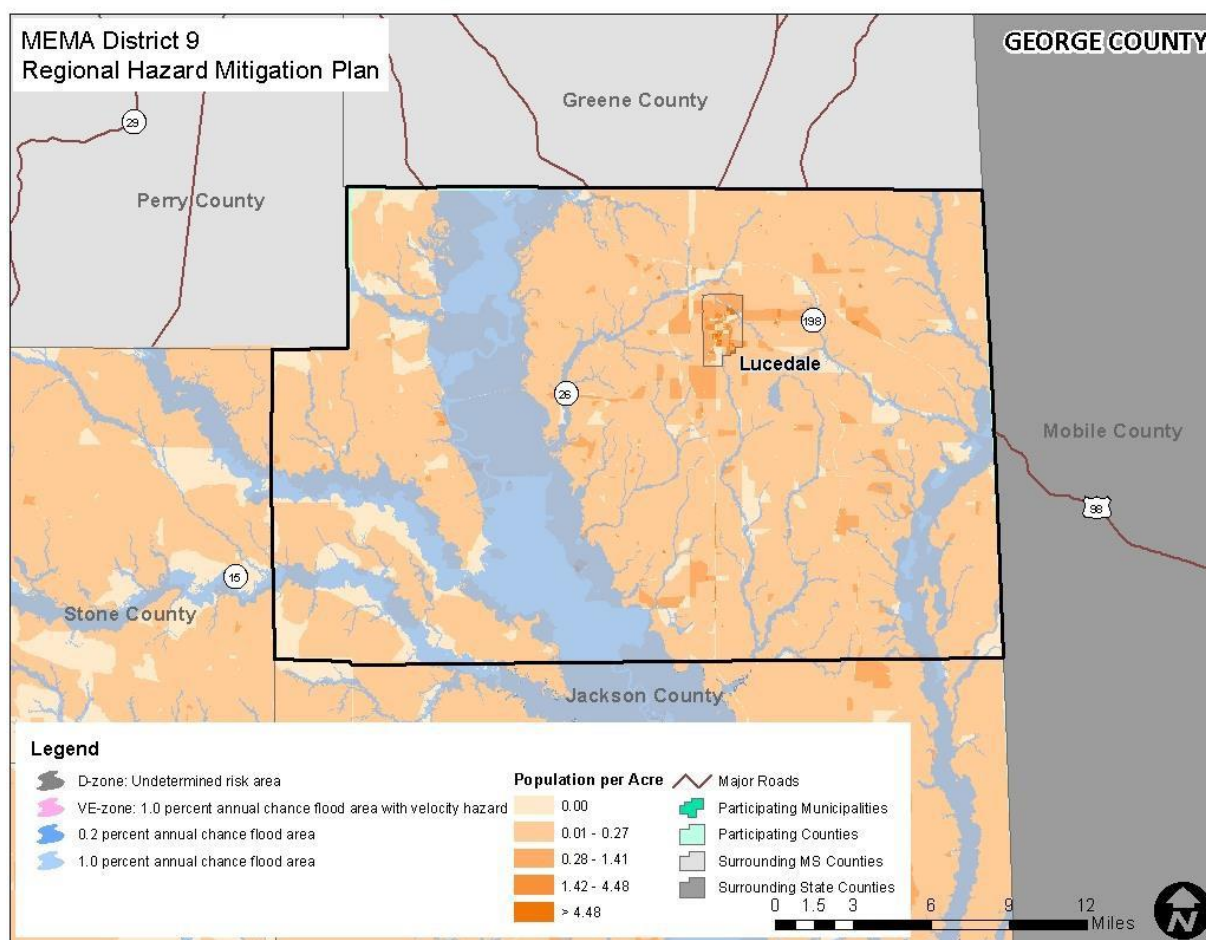 MEMA District 9
Regional Hazard Mitigation Plan
GEORGE COUNTY
Greene County
29
Perry County
198
Lucedale
26
Mobile County
98
15
Stone County
Jackson County
Legend
D-zone: Undetermined risk area
VE-zone: 1.0 percent annual chance flood area with velocity hazard
0.2 percent annual chance flood area
1.0 percent annual chance flood area
Population per Acre
0.00
0.01 - 0.27
0.28 - 1.41
1.42 - 4.48
> 4.48
Major Roads
Participating Municipalities
Participating Counties
Surrounding MS Counties
Surrounding State Counties
0 1.5 3 6 9 12
Miles
N